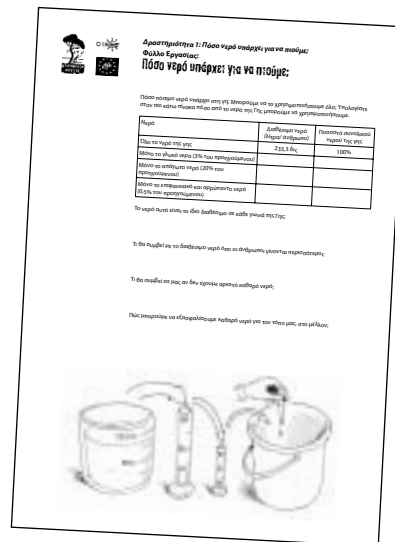 Δραστηριότητα 1: Πόσο νερό υπάρχει για να πιούμε;
Φύλλο Εργασίας:
Πόσο νερό υπάρχει για να πιούμε;
Πόσο πόσιμο νερό υπάρχει στη γη; Μπορούμε να το χρησιμοποιήσουμε όλο; Υπολογίστε
στον πιο κάτω πίνακα πόσο από το νερό της Γης μπορούμε να χρησιμοποιήσουμε.
Νερό
Διαθέσιμο νερό
(λίτρα/ άνθρωπο)
Ποσοστό συνολικού
νερού της γης
Όλο το νερό της γης
233,3 δις
100%
Μόνο το γλυκό νερό (3% του προηγούμενου)
Μόνο το απάγωτο νερό (20% του
προηγούμενου)
Μόνο το επιφανειακό και αρρύπαντο νερό
(0,5% του προηγούμενου)
Το νερό αυτό είναι το ίδιο διαθέσιμο σε κάθε γωνιά της Γης;
Τι θα συμβεί με το διαθέσιμο νερό όσο οι άνθρωποι γίνονται περισσότεροι;
Τι θα συμβεί σε μας αν δεν έχουμε αρκετό καθαρό νερό;
Πώς μπορούμε να εξασφαλίσουμε καθαρό νερό για τον τόπο μας, στο μέλλον;